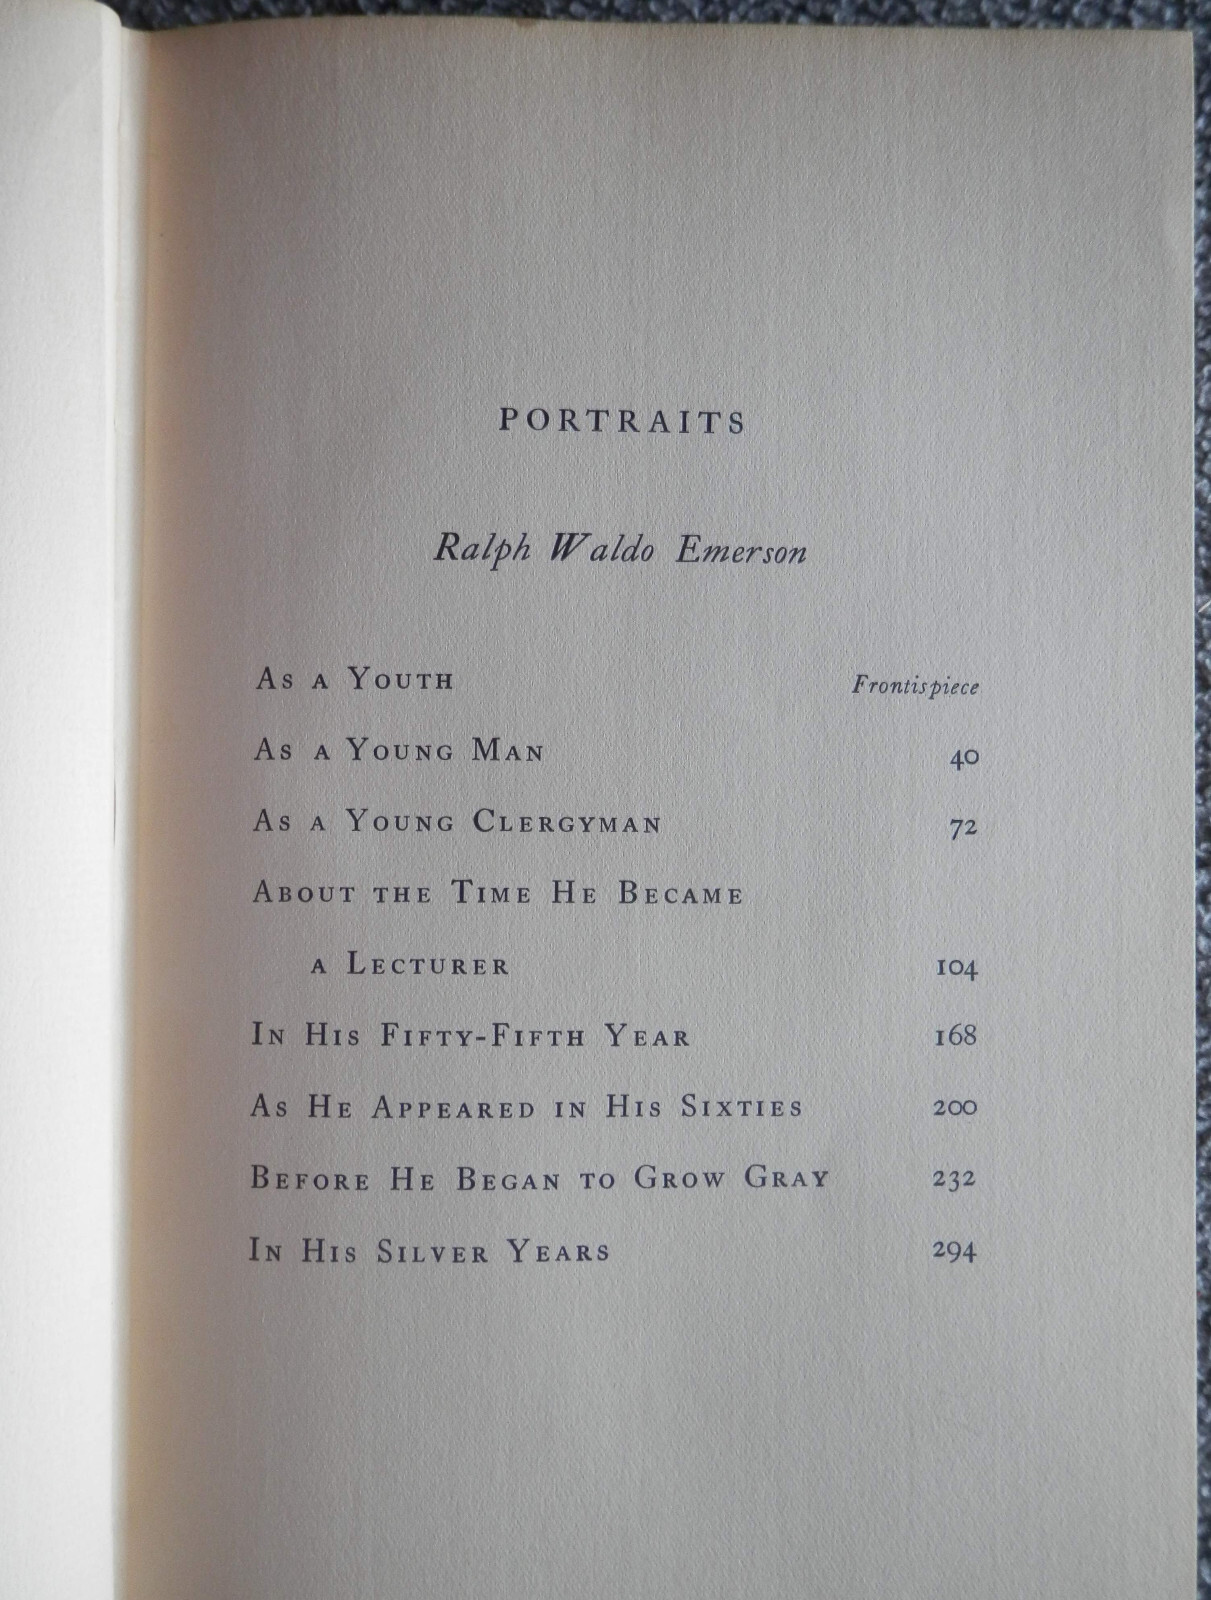 PORTRAITS
Ralph Waldo Emerson
As a Youth Frontispiece
As a Young Man 40
As a Young Clergyman 72
About the Time He Became
a Lecturer 104
In His Fifty-Fifth Year 168
As He Appeared in His Sixties 200
Before He Began to Grow Gray 232
In His Silver Years 294